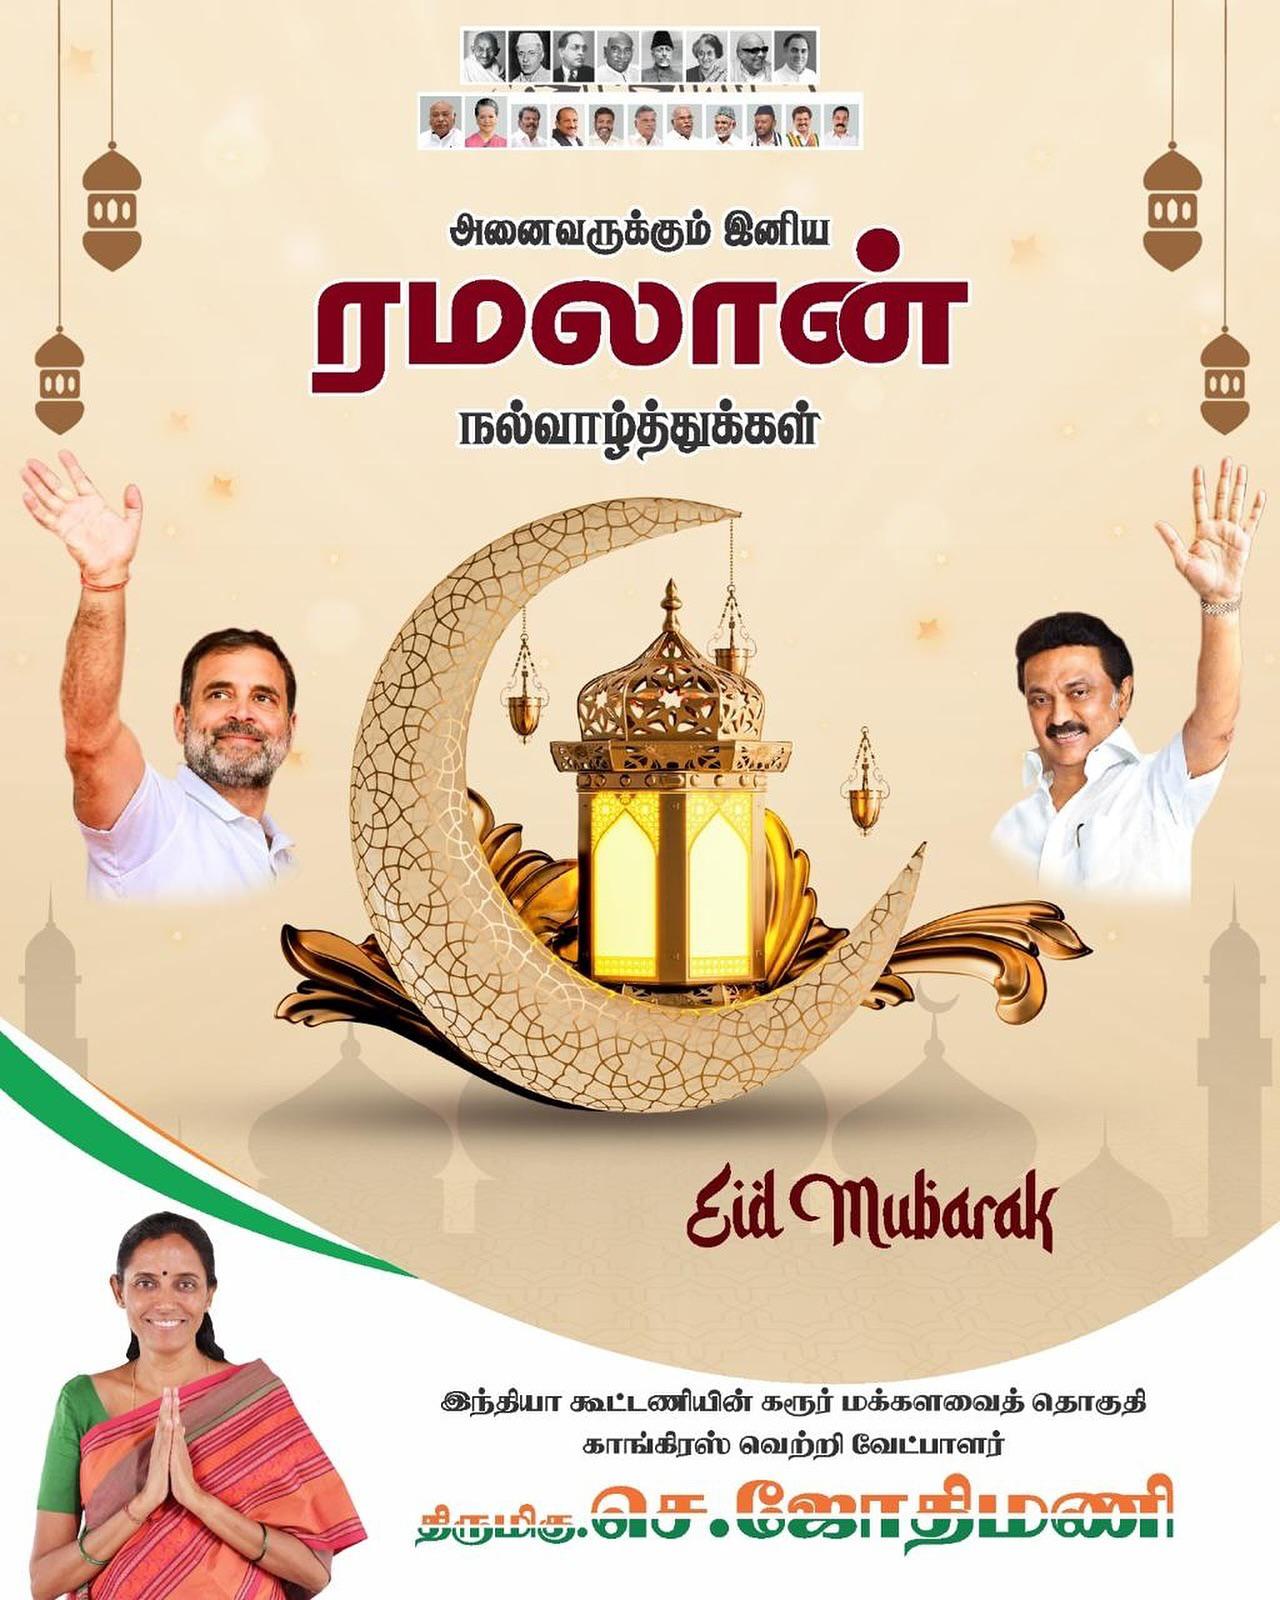 அனைவருக்கும் இனிய
ரமலான்
நல்வாழ்த்துக்கள்
Eid Mubarak
இந்தியா கூட்டணியின் கரூர் மக்களவைத் தொகுதி
காங்கிரஸ் வெற்றி வேட்பாளர்
திருமிகு.செ.ஜோதிமணி